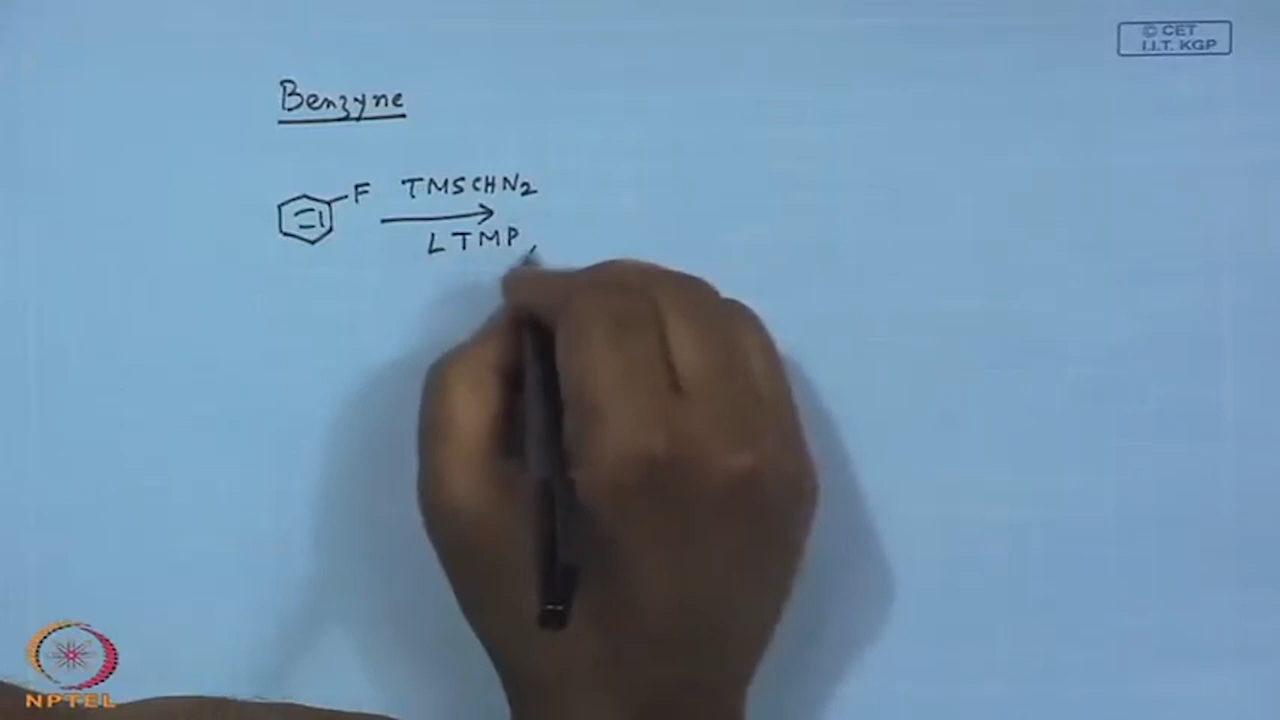 © CET
I.I.T. KGP
Benzyne
F
TMSCHN2
LTMP
NPTEL